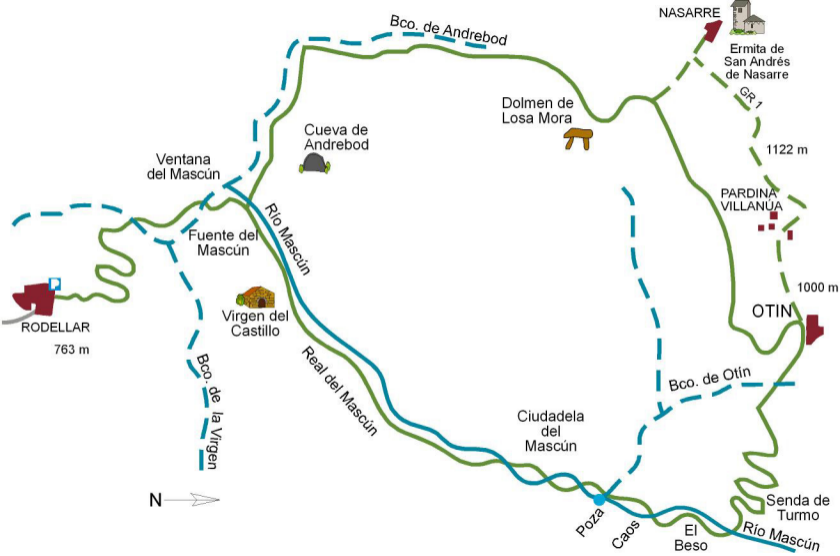 NASARRE
Ermita de
San Andrés
de Nasarre
Bco. de Andrebod
GR 1
Dolmen de
Losa Mora
Cueva de
Andrebod
1122 m
Ventana
del Mascún
PARDINA
VILLANÚA
Río Mascún
Fuente del
Mascún
P
1000 m
OTIN
Virgen del
Castillo
RODELLAR
763 m
Real del Mascún
Bco. de la Virgen
Bco. de Otín
Ciudadela
del
Mascún
N
Senda de
Turmo
Poza
Caos
El
Beso
Río Mascún